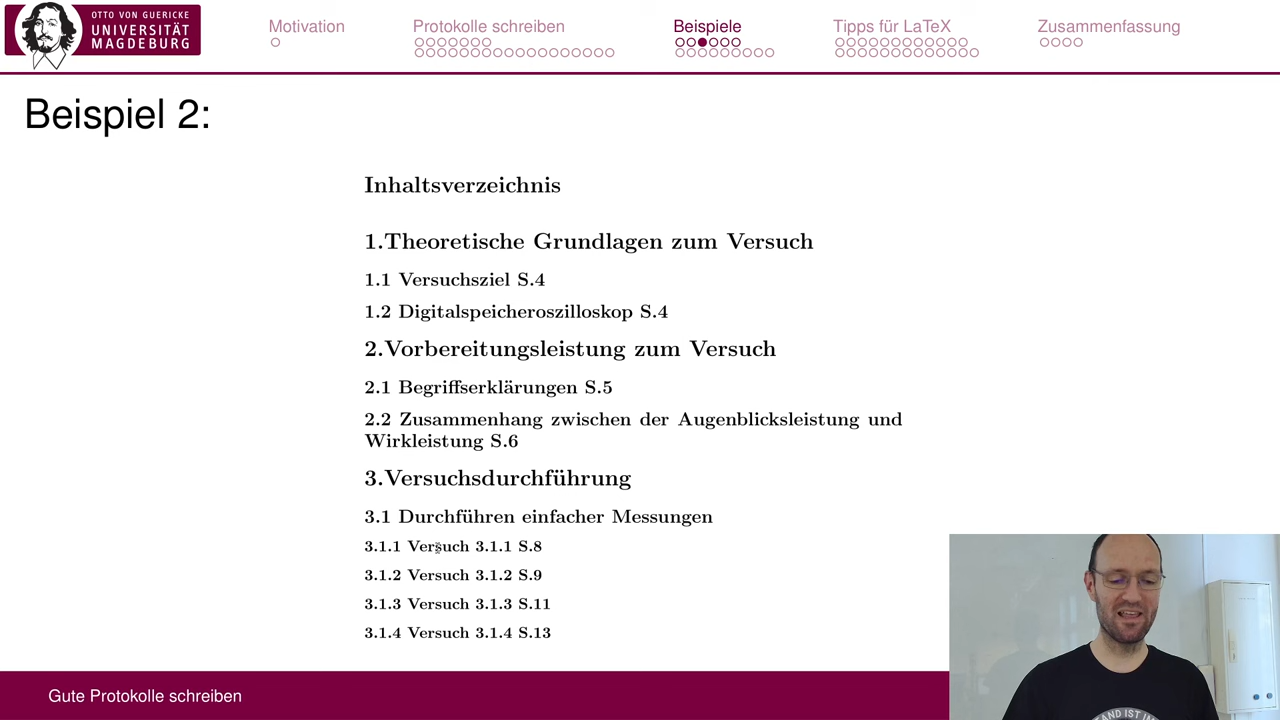 OTTO VON GUERICKE
UNIVERSITÄT
MAGDEBURG
Motivation
Protokolle schreiben
Beispiele
Tipps für LaTeX
Zusammenfassung
Beispiel 2:
Inhaltsverzeichnis
1.Theoretische Grundlagen zum Versuch
1.1 Versuchsziel S.4
1.2 Digitalspeicheroszilloskop S.4
2.Vorbereitungsleistung zum Versuch
2.1 Begriffserklärungen S.5
2.2 Zusammenhang zwischen der Augenblicksleistung und
Wirkleistung S.6
3.Versuchsdurchführung
3.1 Durchführen einfacher Messungen
3.1.1 Versuch 3.1.1 S.8
3.1.2 Versuch 3.1.2 S.9
3.1.3 Versuch 3.1.3 S.11
3.1.4 Versuch 3.1.4 S.13
Gute Protokolle schreiben
AND IST IM